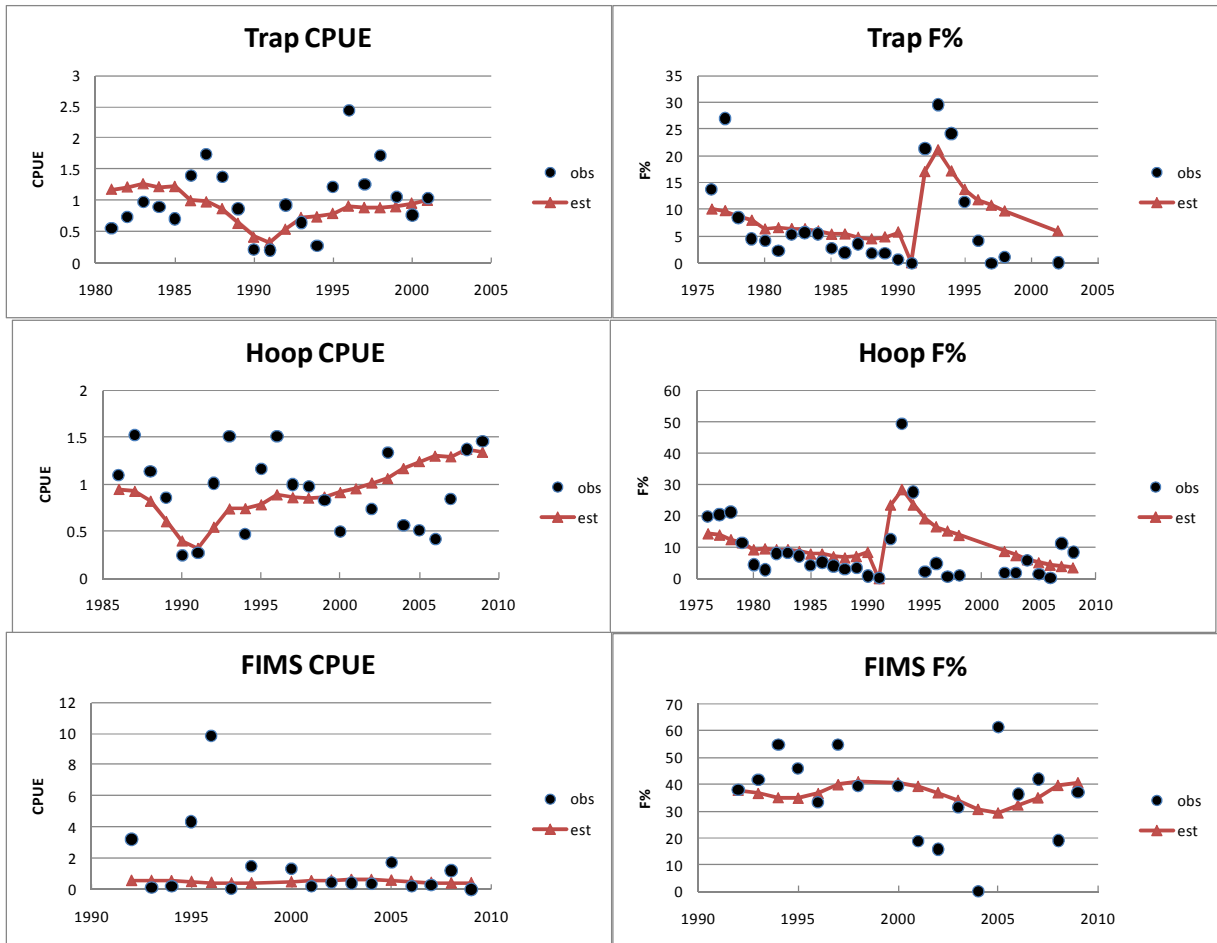 Trap CPUE
3
2.5
2
1.5
1
0.5
0
CPUE
1980 1985 1990 1995 2000 2005
obs
est
Trap F%
35
30
25
20
15
10
5
0
F%
1975 1980 1985 1990 1995 2000 2005
obs
est
Hoop CPUE
2
1.5
1
0.5
0
CPUE
1985 1990 1995 2000 2005 2010
obs
est
Hoop F%
60
50
40
30
20
10
0
F%
1975 1980 1985 1990 1995 2000 2005 2010
obs
est
FIMS CPUE
12
10
8
6
4
2
0
CPUE
1990 1995 2000 2005 2010
obs
est
FIMS F%
70
60
50
40
30
20
10
0
F%
1990 1995 2000 2005 2010
obs
est